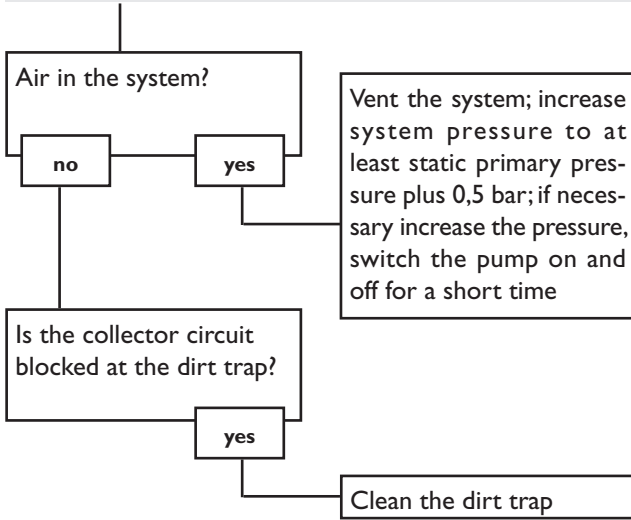 Air in the system?
no
yes
Vent the system; increase
system pressure to at
least static primary pres-
sure plus 0,5 bar; if neces-
sary increase the pressure,
switch the pump on and
off for a short time
Is the collector circuit
blocked at the dirt trap?
yes
Clean the dirt trap